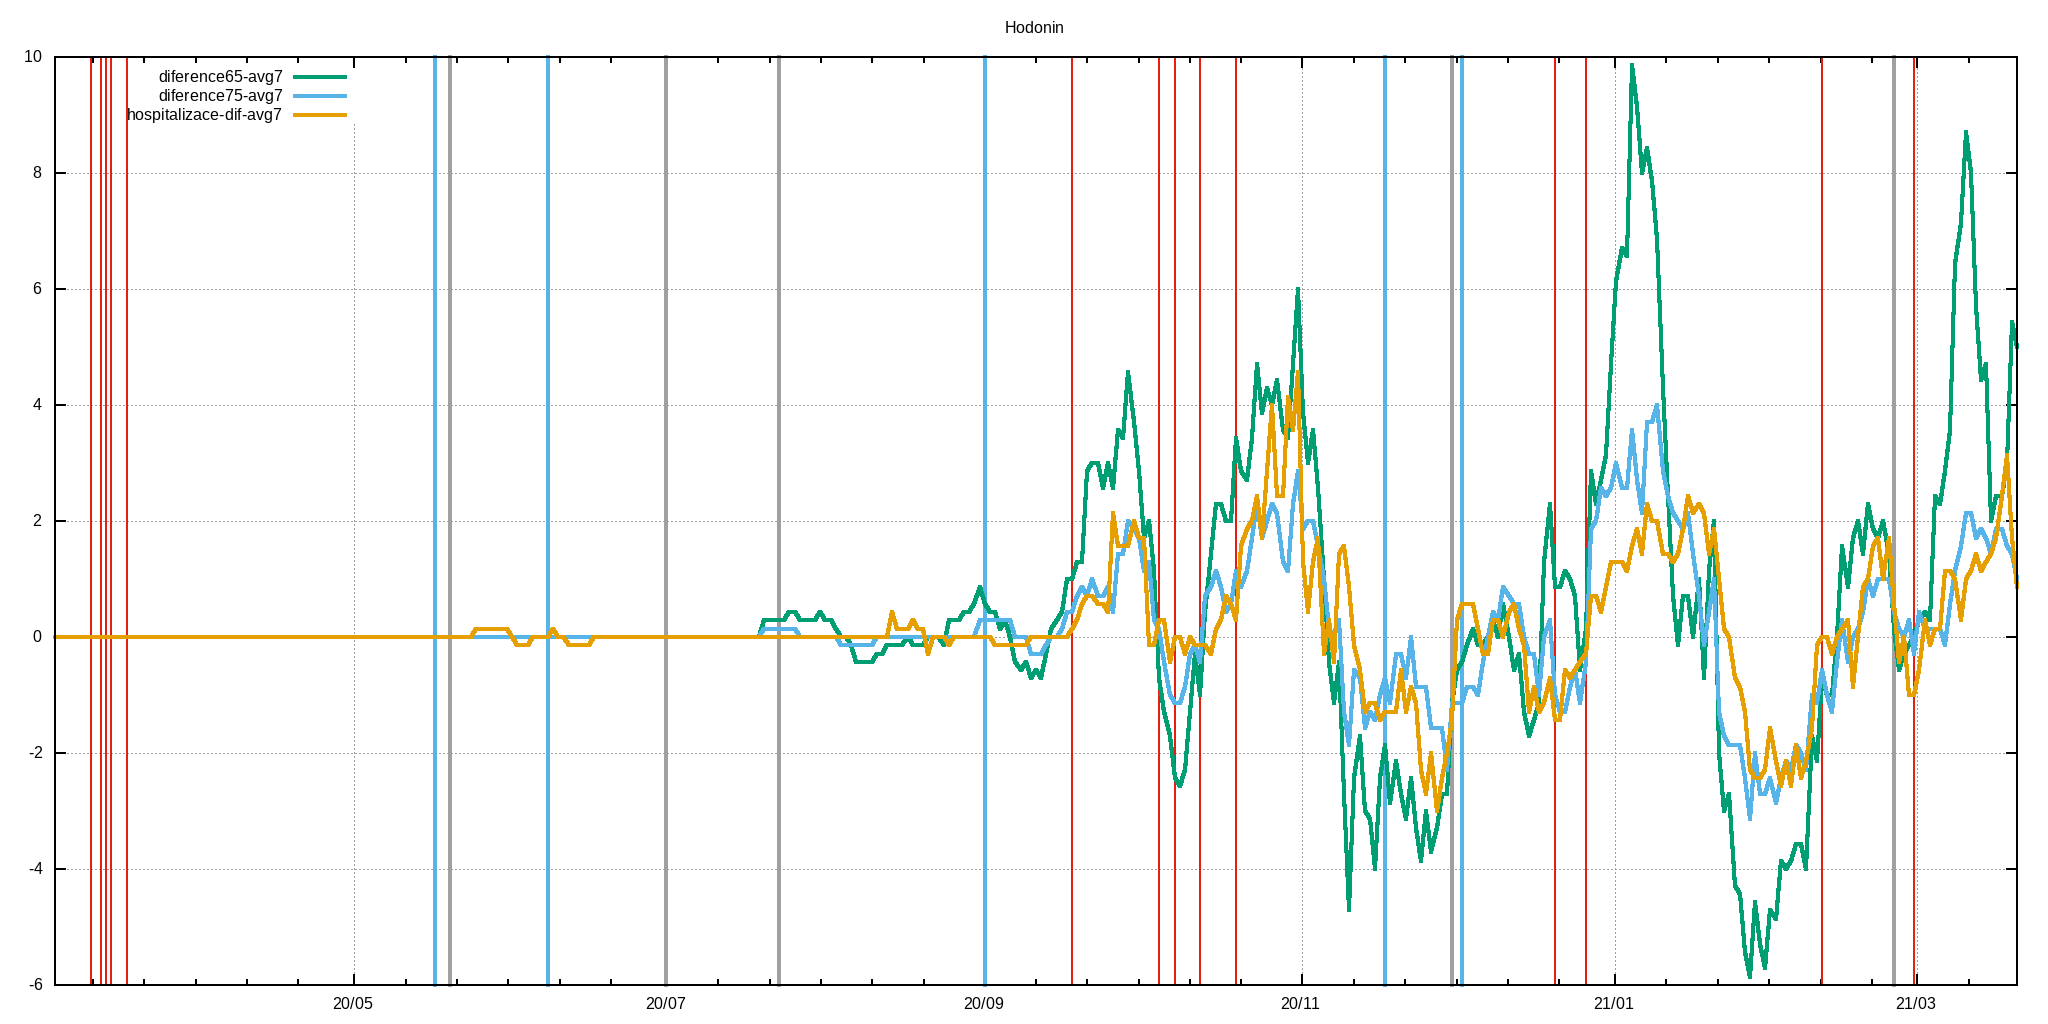 Hodonin
diference65-avg7
diference75-avg7
hospitalizace-dif-avg7
10
8
6
4
2
0
-2
-4
-6
20/05 20/07 20/09 20/11 21/01 21/03